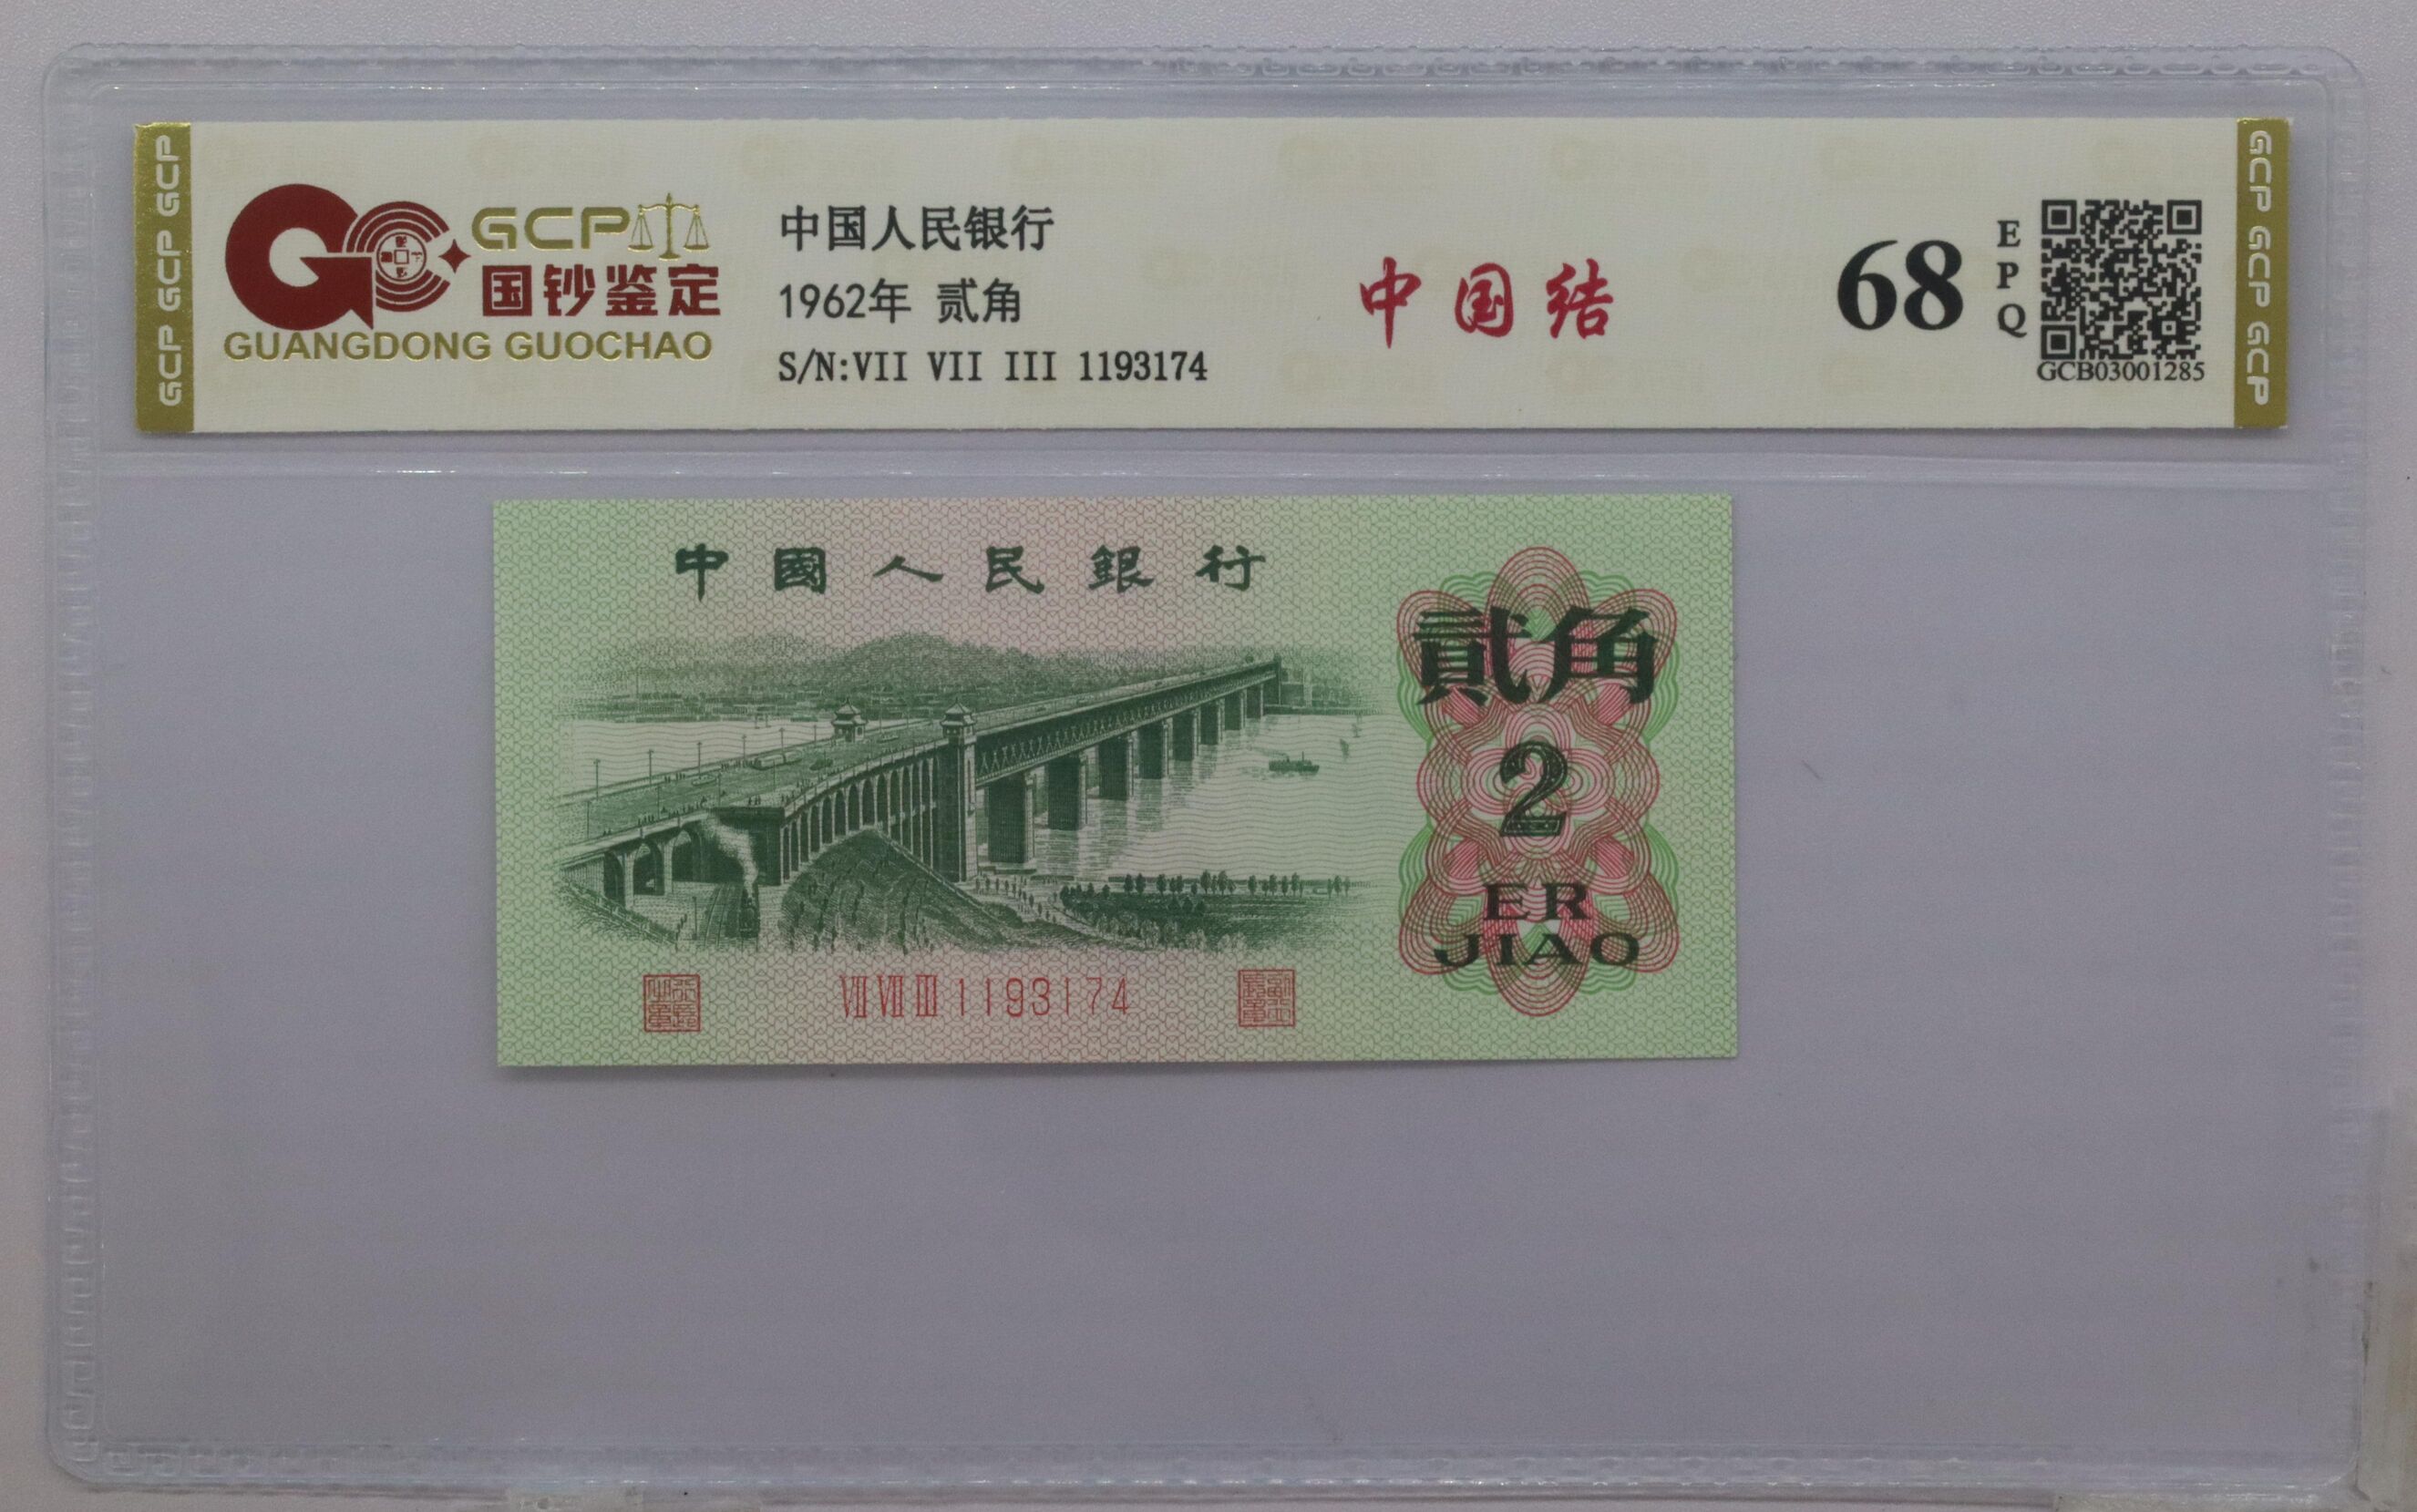 GCP GCP GCP
GCP
国钞鉴定
GUANGDONG GUOCHAO
中国人民银行
1962年 贰角
S/N:VII VII III 1193174
中国结
68
EPQ
GCB03001285
GCP GCP GCP
中國人民銀行
貳角
2
ER
JIAO
VII VII III 1193174